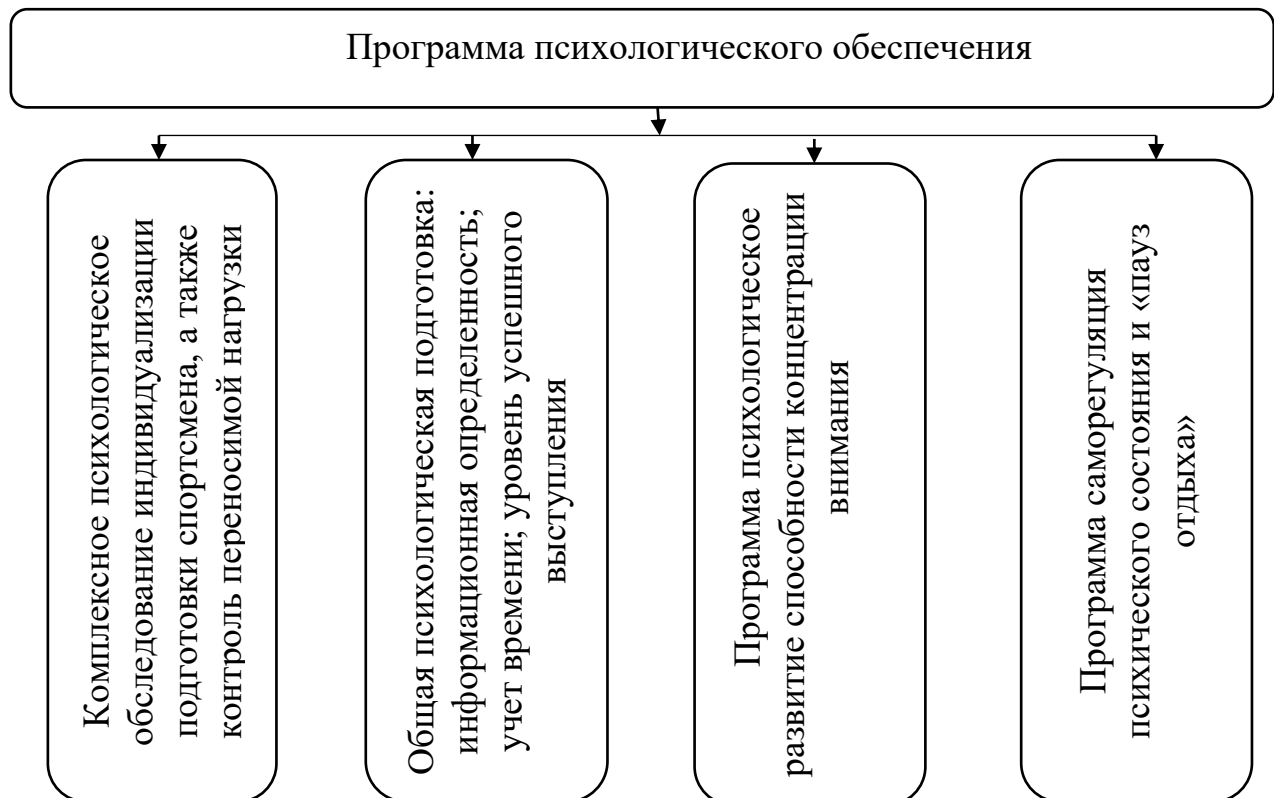 Программа психологического обеспечения
Комплексное психологическое
обследование индивидуализации
подготовки спортсмена, а также
контроль переносимой нагрузки
Общая психологическая подготовка:
информационная определенность;
учет времени; уровень успешного
выступления
Программа психологическое
развитие способности концентрации
внимания
Программа саморегуляция
психического состояния и «пауз
отдыха»